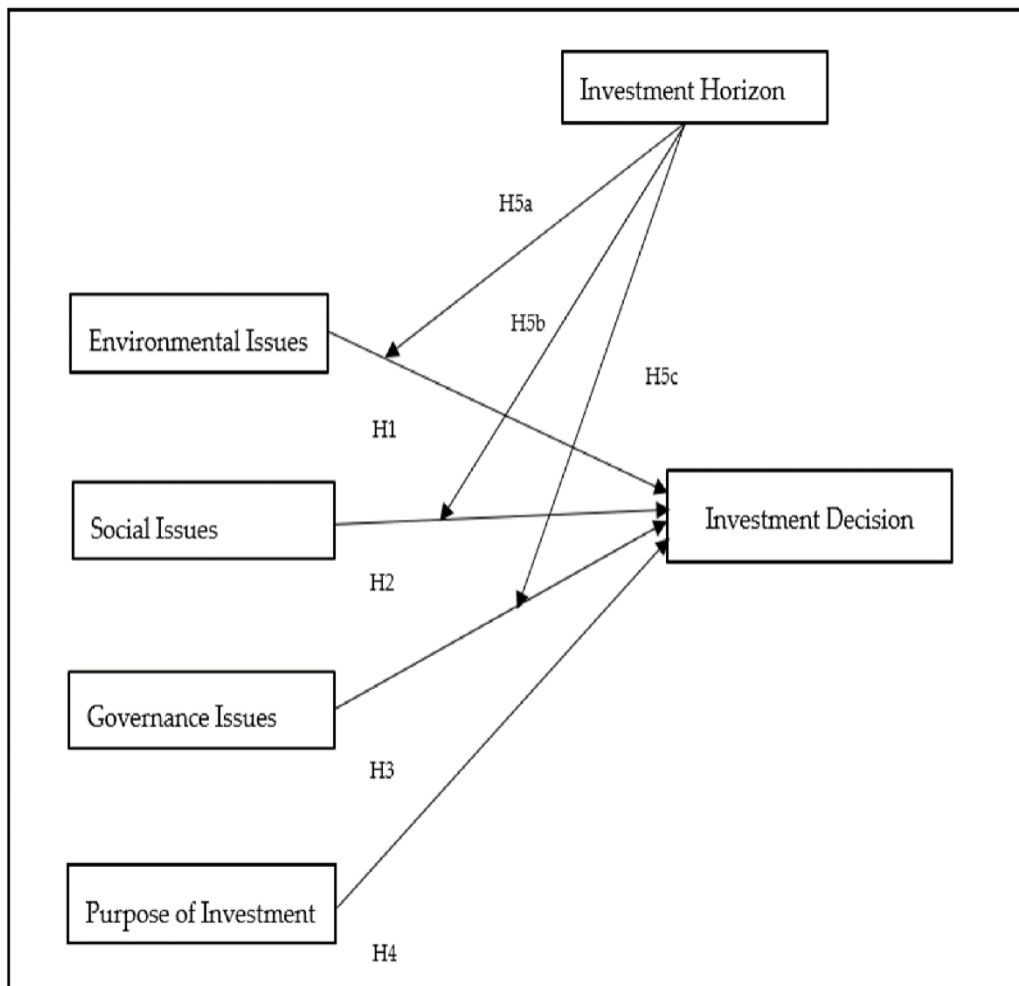 Investment Horizon
H5a
H5b
Environmental Issues
H5c
H1
Social Issues
Investment Decision
H2
Governance Issues
H3
Purpose of Investment
H4